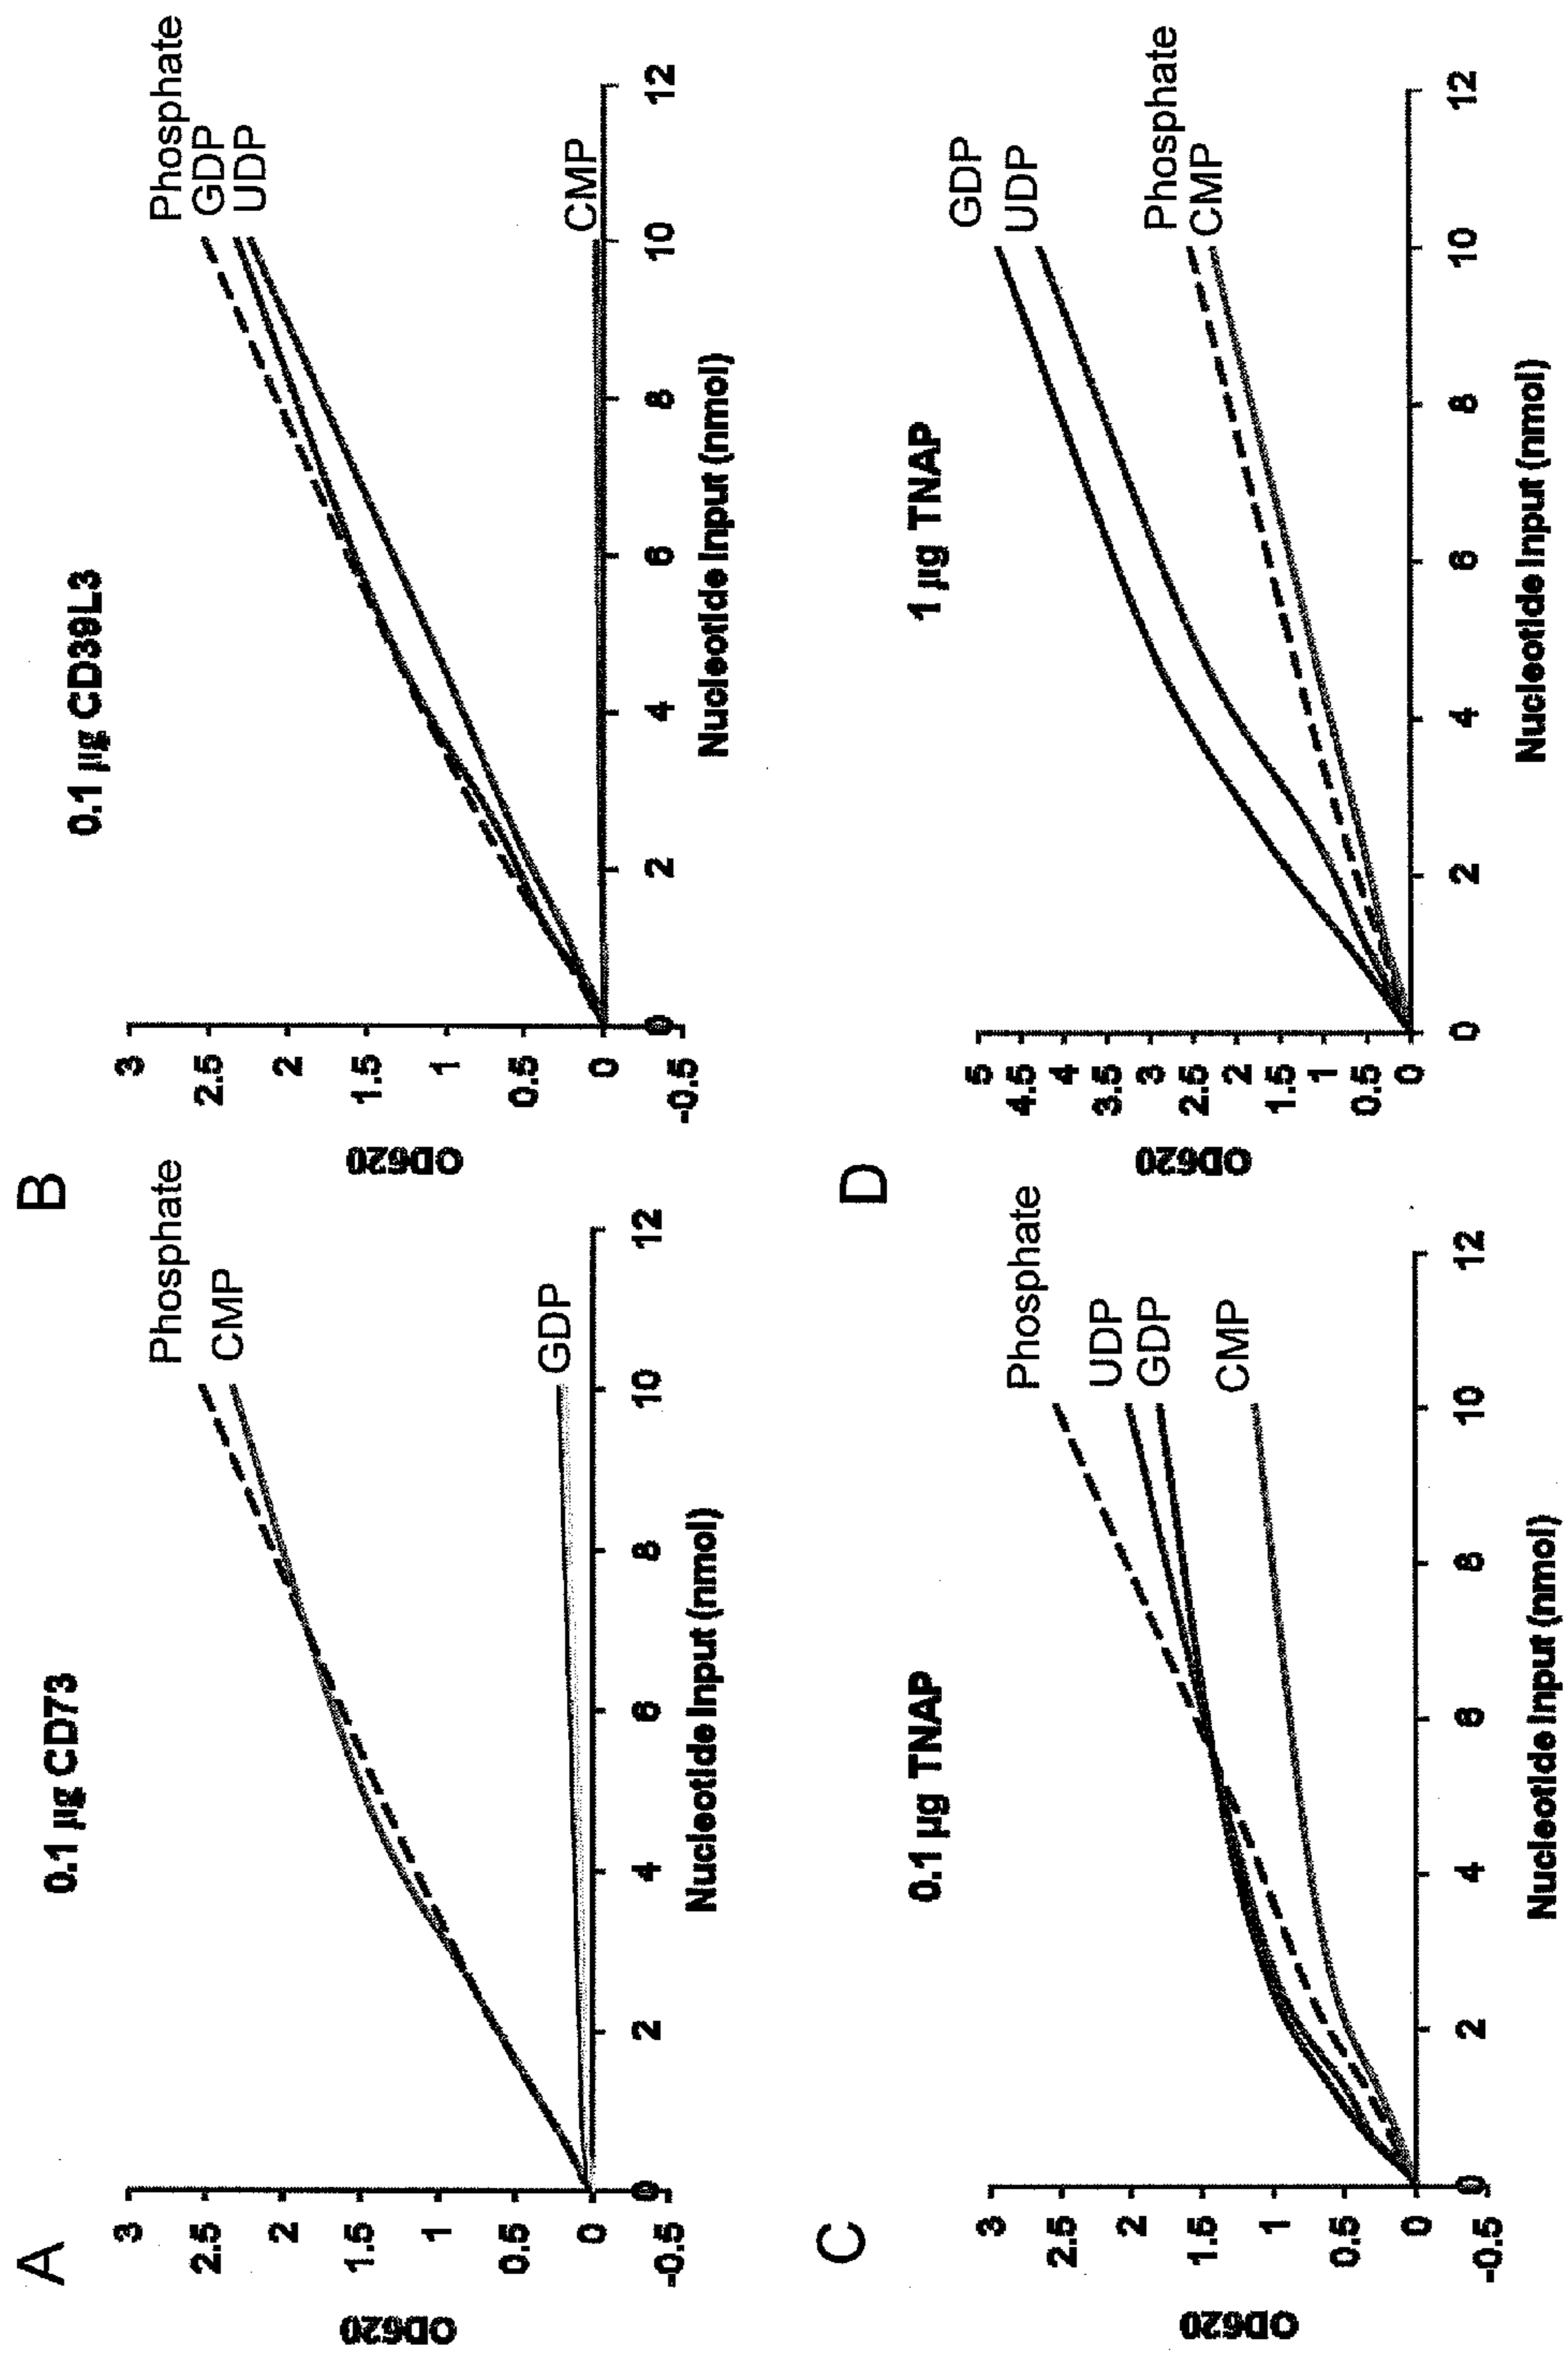 A
0.1 µg CD73
OD620
3
2.5
2
1.5
1
0.5
0
-0.5
Phosphate
CMP
GDP
0 2 4 6 8 10 12
Nucleotide Input (nmol)
B
0.1 µg CD39L3
OD620
3
2.5
2
1.5
1
0.5
0
-0.5
Phosphate
GDP
UDP
CMP
0 2 4 6 8 10 12
Nucleotide Input (nmol)
C
0.1 µg TNAP
OD620
3
2.5
2
1.5
1
0.5
0
-0.5
Phosphate
UDP
GDP
CMP
0 2 4 6 8 10 12
Nucleotide Input (nmol)
D
1 µg TNAP
OD620
5
4.5
4
3.5
3
2.5
2
1.5
1
0.5
0
GDP
UDP
Phosphate
CMP
0 2 4 6 8 10 12
Nucleotide Input (nmol)